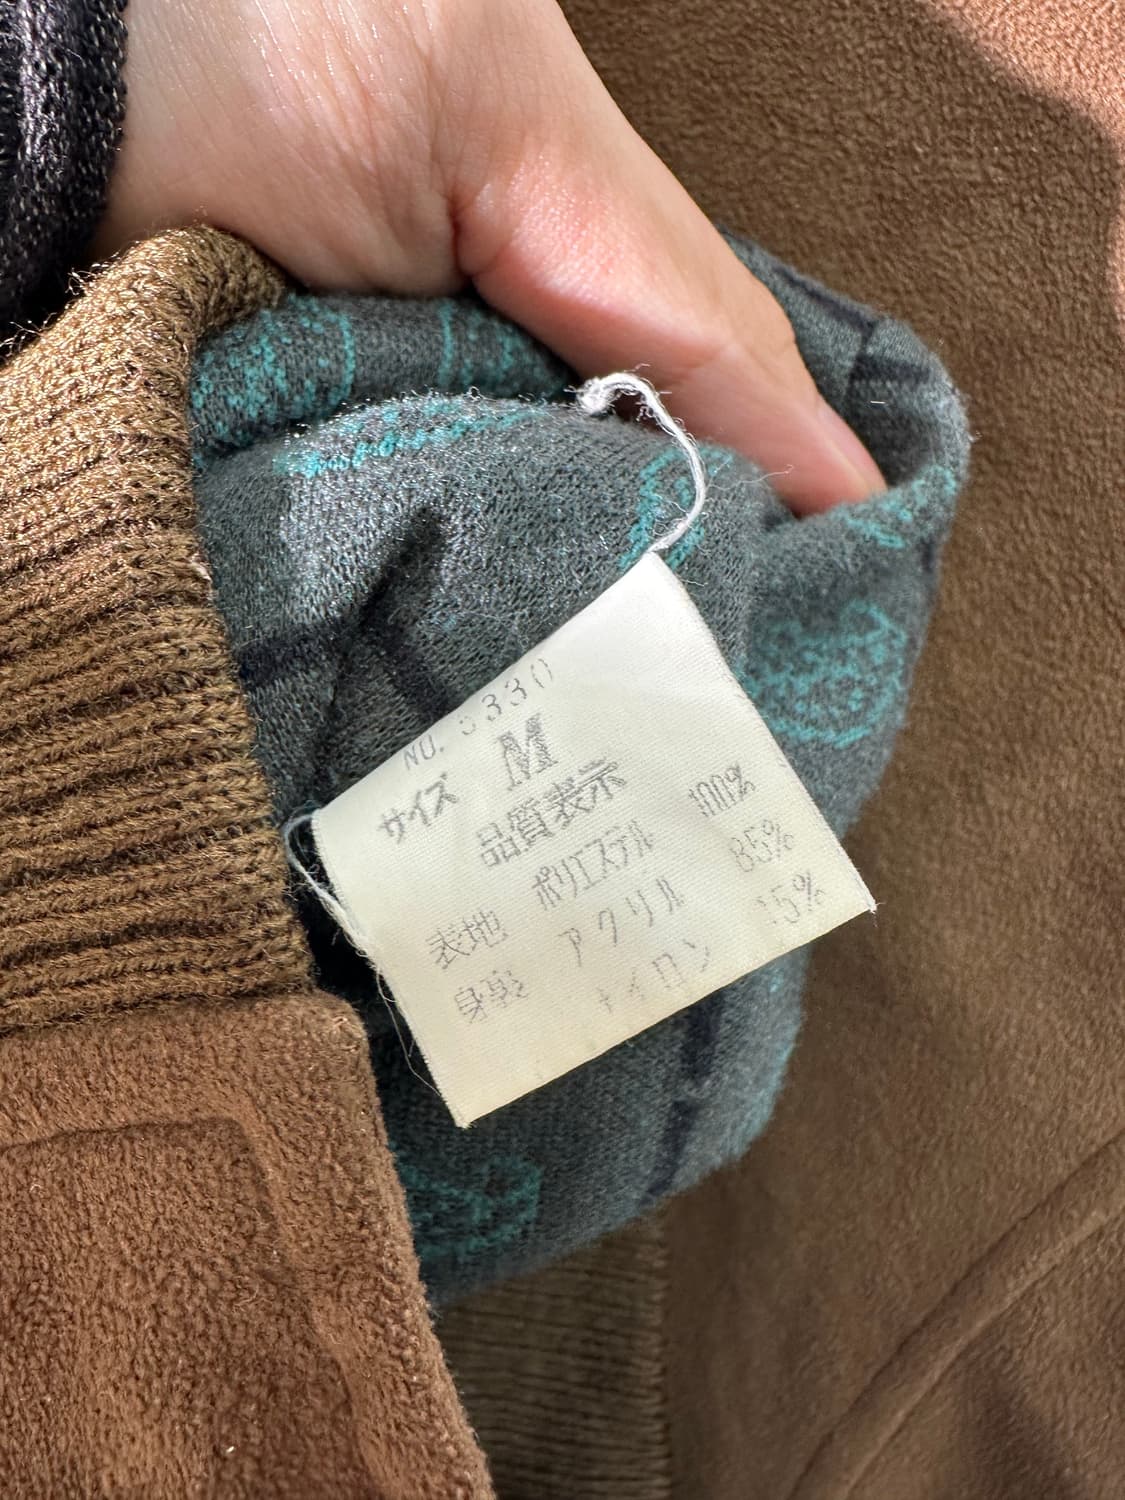 NO. 9330
サイズ M
品質表示
表地 ポリエステル 100%
身頃 アクリル 85%
ナイロン 15%